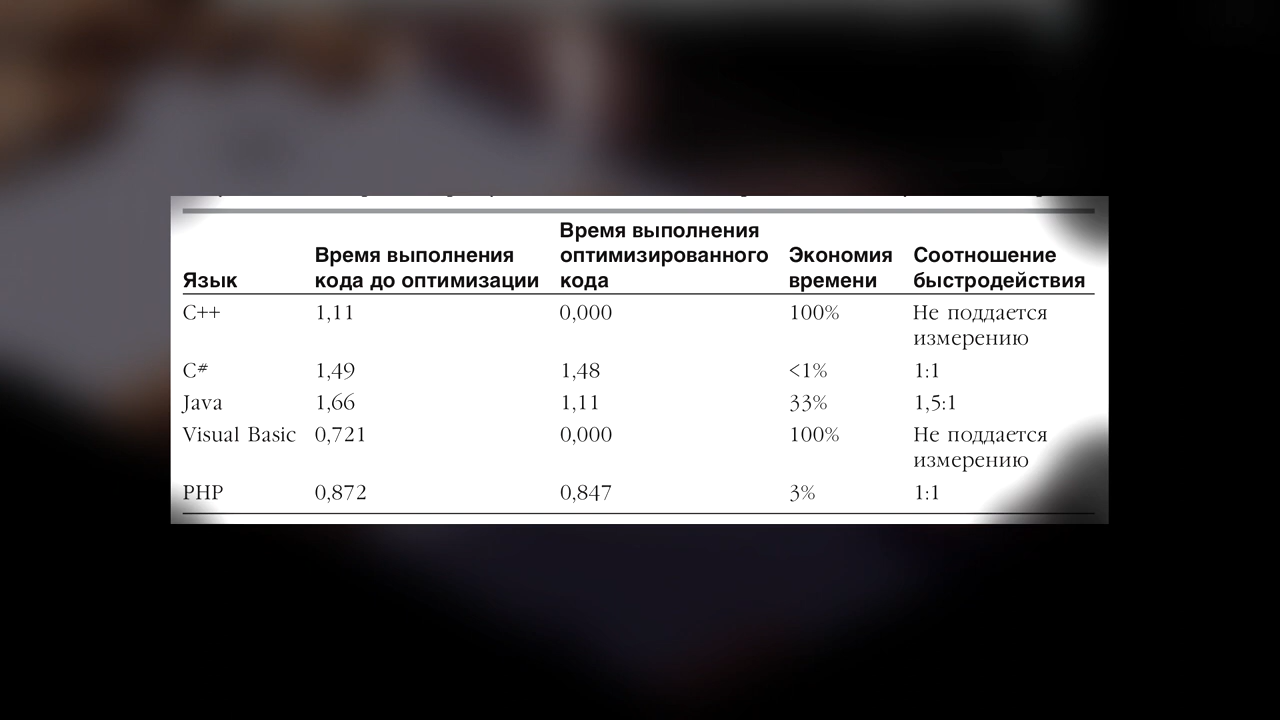 Язык Время выполнения кода до оптимизации Время выполнения оптимизированного кода Экономия времени Соотношение быстродействия
C++ 1,11 0,000 100% Не поддается измерению
C# 1,49 1,48 <1% 1:1
Java 1,66 1,11 33% 1,5:1
Visual Basic 0,721 0,000 100% Не поддается измерению
PHP 0,872 0,847 3% 1:1